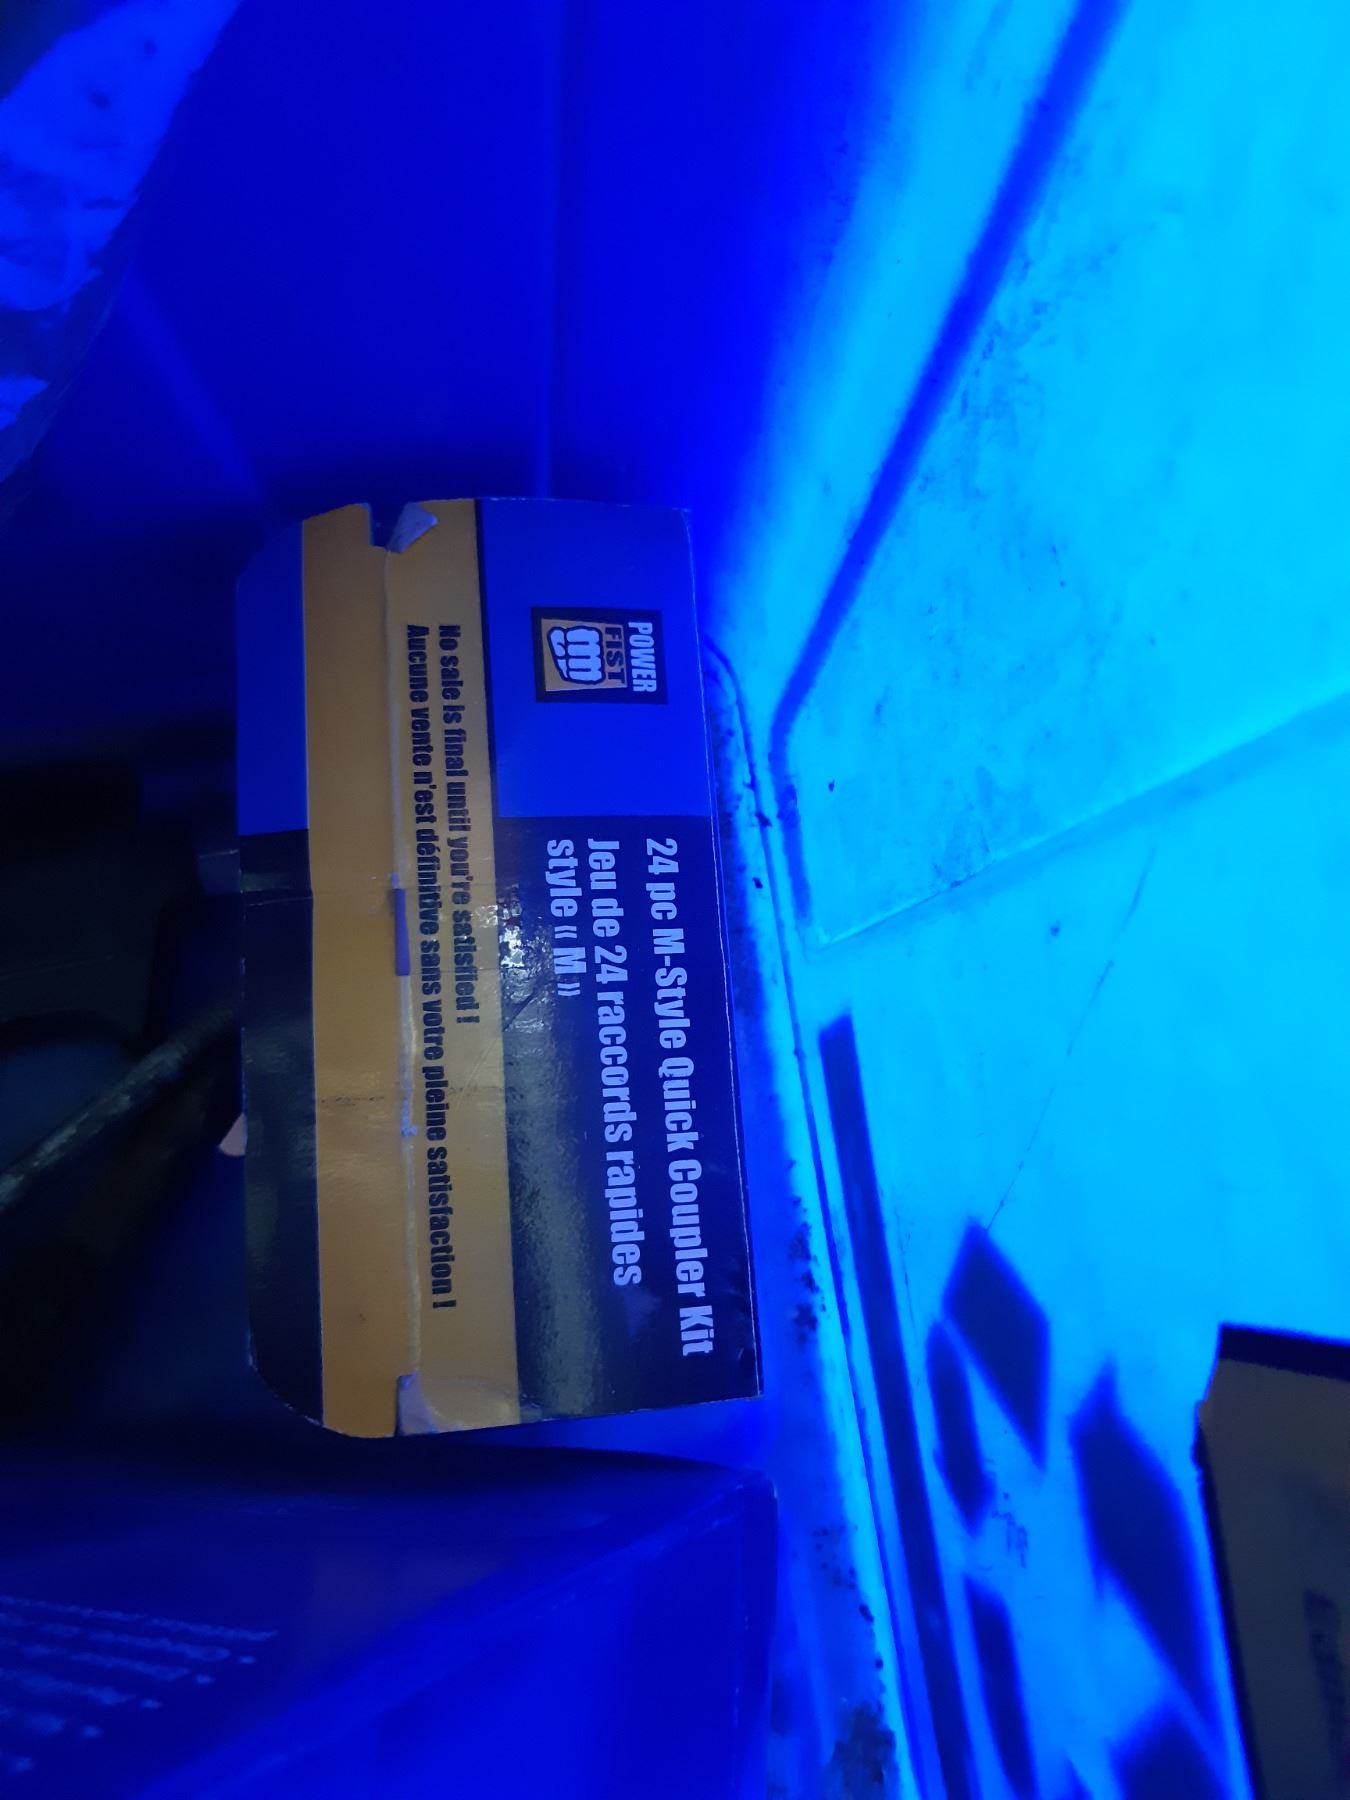 POWER
FIST
24 pc M-Style Quick Coupler Kit
Jeu de 24 raccords rapides
style « M »
No sale is final until you're satisfied !
Aucune vente n'est définitive sans votre pleine satisfaction !